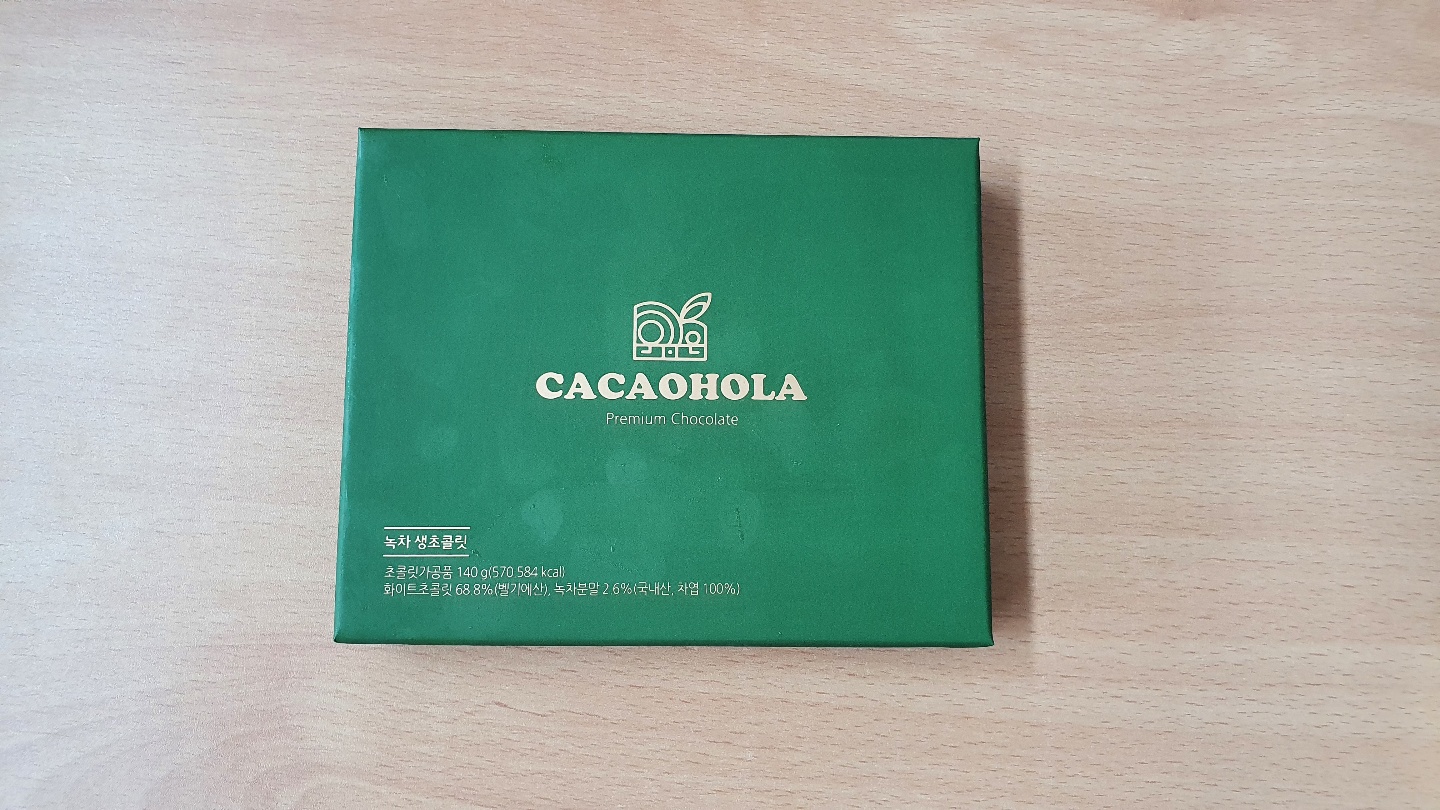 CACAOHOLA
Premium Chocolate
녹차 생초콜릿
초콜릿가공품 140 g(570.584 kcal)
화이트초콜릿 68.8%(벨기에산), 녹차분말 2.6%(국내산, 차엽 100%)